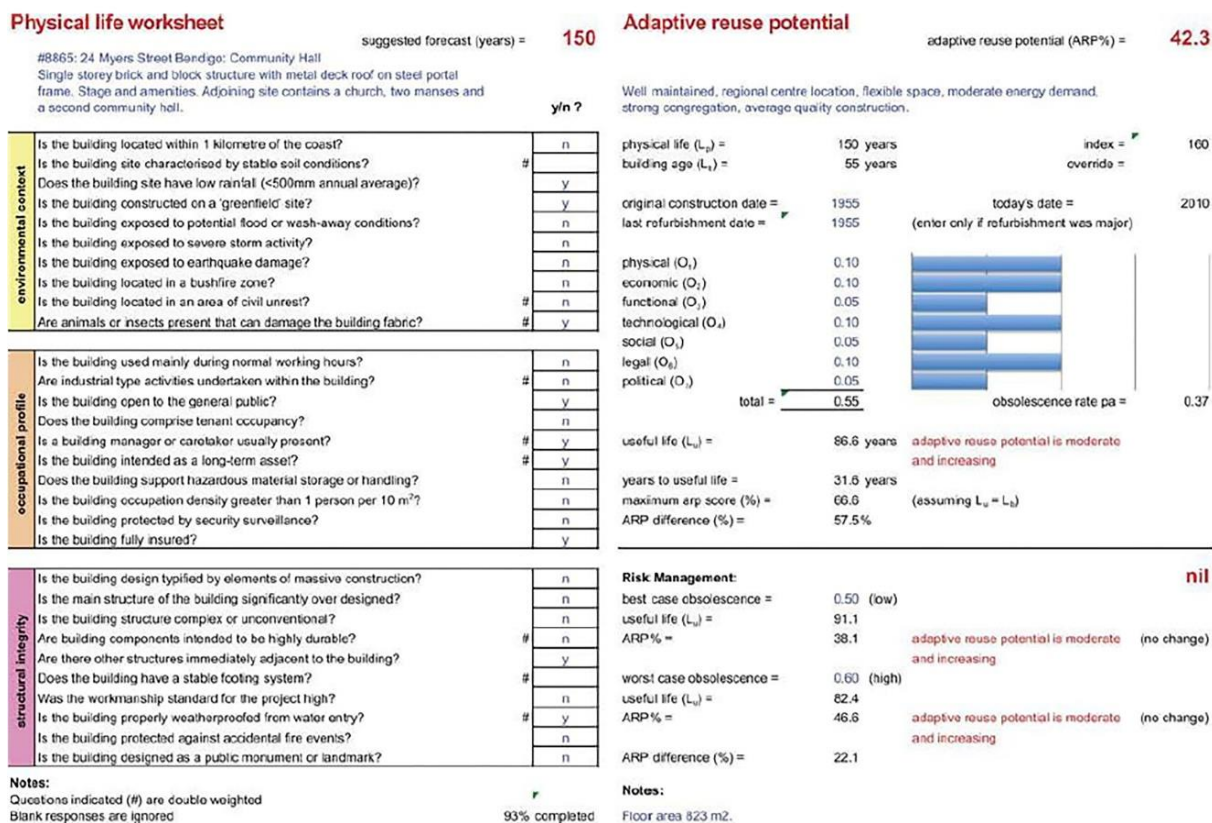 Physical life worksheet
suggested forecast (years) = 150
#8865: 24 Myers Street Bendigo: Community Hall
Single storey brick and block structure with metal deck roof on steel portal
frame. Stage and amenities. Adjoining site contains a church, two manses and
a second community hall.
y/n ?
environmental context
Is the building located within 1 kilometre of the coast? n
Is the building site characterised by stable soil conditions? #
Does the building site have low rainfall (<500mm annual average)? y
Is the building constructed on a 'greenfield' site? y
Is the building exposed to potential flood or wash-away conditions? n
Is the building exposed to severe storm activity? n
Is the building exposed to earthquake damage? n
Is the building located in a bushfire zone? n
Is the building located in an area of civil unrest? # n
Are animals or insects present that can damage the building fabric? # y
occupational profile
Is the building used mainly during normal working hours? n
Are industrial type activities undertaken within the building? # n
Is the building open to the general public? y
Does the building comprise tenant occupancy? n
Is a building manager or caretaker usually present? # y
Is the building intended as a long-term asset? # y
Does the building support hazardous material storage or handling? n
Is the building occupation density greater than 1 person per 10 m²? n
Is the building protected by security surveillance? n
Is the building fully insured? y
structural integrity
Is the building design typified by elements of massive construction? n
Is the main structure of the building significantly over designed? n
Is the building structure complex or unconventional? n
Are building components intended to be highly durable? # n
Are there other structures immediately adjacent to the building? y
Does the building have a stable footing system? #
Was the workmanship standard for the project high? n
Is the building properly weatherproofed from water entry? # y
Is the building protected against accidental fire events? n
Is the building designed as a public monument or landmark? n
Notes:
Questions indicated (#) are double weighted
Blank responses are ignored 93% completed
Adaptive reuse potential
adaptive reuse potential (ARP%) = 42.3
Well maintained, regional centre location, flexible space, moderate energy demand,
strong congregation, average quality construction.
physical life (Lp) = 150 years index = 100
building age (Lb) = 55 years override =
original construction date = 1955 today's date = 2010
last refurbishment date = 1955 (enter only if refurbishment was major)
physical (O₁) 0.10
economic (O₂) 0.10
functional (O₃) 0.05
technological (O₄) 0.10
social (O₅) 0.05
legal (O₆) 0.10
political (O₇) 0.05
total = 0.55 obsolescence rate pa = 0.37
useful life (Lu) = 86.6 years adaptive reuse potential is moderate
and increasing
years to useful life = 31.6 years
maximum arp score (%) = 66.6 (assuming Lu = Lb)
ARP difference (%) = 57.5%
Risk Management: nil
best case obsolescence = 0.50 (low)
useful life (Lu) = 91.1
ARP% = 38.1 adaptive reuse potential is moderate (no change)
and increasing
worst case obsolescence = 0.60 (high)
useful life (Lu) = 82.4
ARP% = 46.6 adaptive reuse potential is moderate (no change)
and increasing
ARP difference (%) = 22.1
Notes:
Floor area 823 m2.